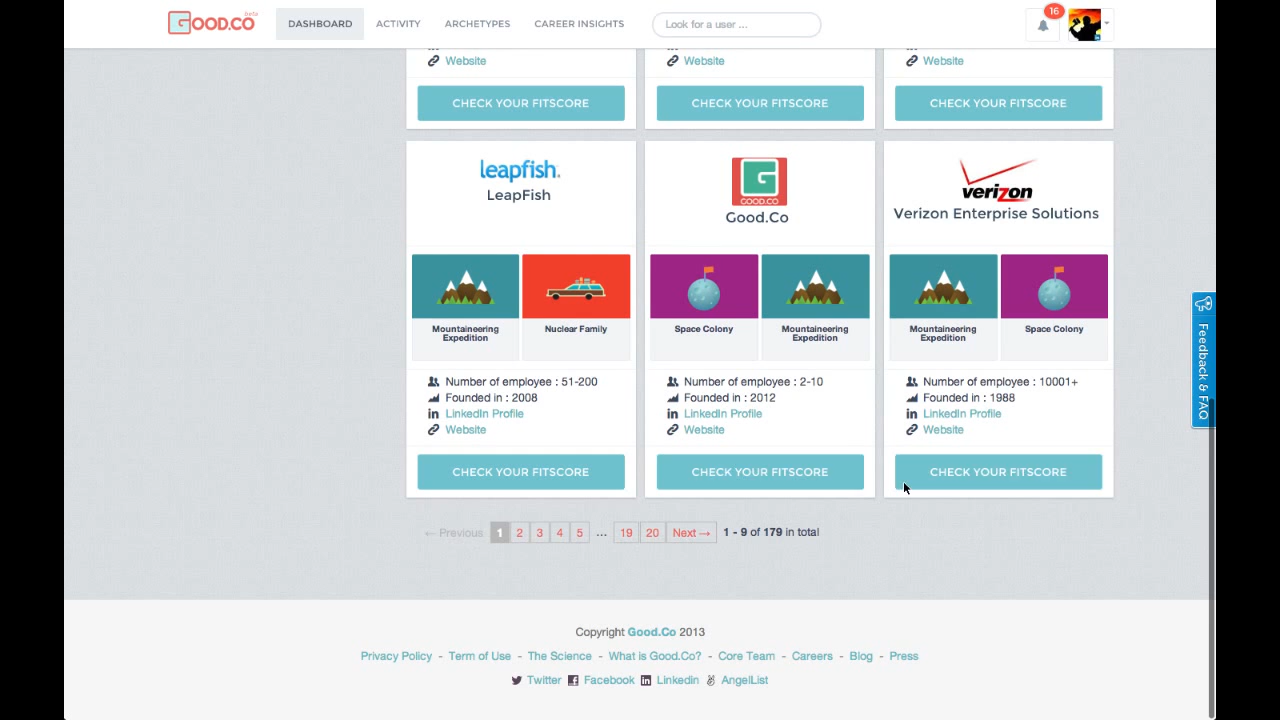 GOOD.CO beta
DASHBOARD ACTIVITY ARCHETYPES CAREER INSIGHTS Look for a user ... 16
Website Website Website
CHECK YOUR FITSCORE CHECK YOUR FITSCORE CHECK YOUR FITSCORE
leapfish.
LeapFish
GOOD.CO
Good.Co
verizon
Verizon Enterprise Solutions
Mountaineering Expedition Nuclear Family
Space Colony Mountaineering Expedition
Mountaineering Expedition Space Colony
Number of employee : 51-200
Founded in : 2008
LinkedIn Profile
Website
CHECK YOUR FITSCORE
Number of employee : 2-10
Founded in : 2012
LinkedIn Profile
Website
CHECK YOUR FITSCORE
Number of employee : 10001+
Founded in : 1988
LinkedIn Profile
Website
CHECK YOUR FITSCORE
Feedback & FAQ
← Previous 1 2 3 4 5 ... 19 20 Next → 1 - 9 of 179 in total
Copyright Good.Co 2013
Privacy Policy - Term of Use - The Science - What is Good.Co? - Core Team - Careers - Blog - Press
Twitter Facebook Linkedin AngelList